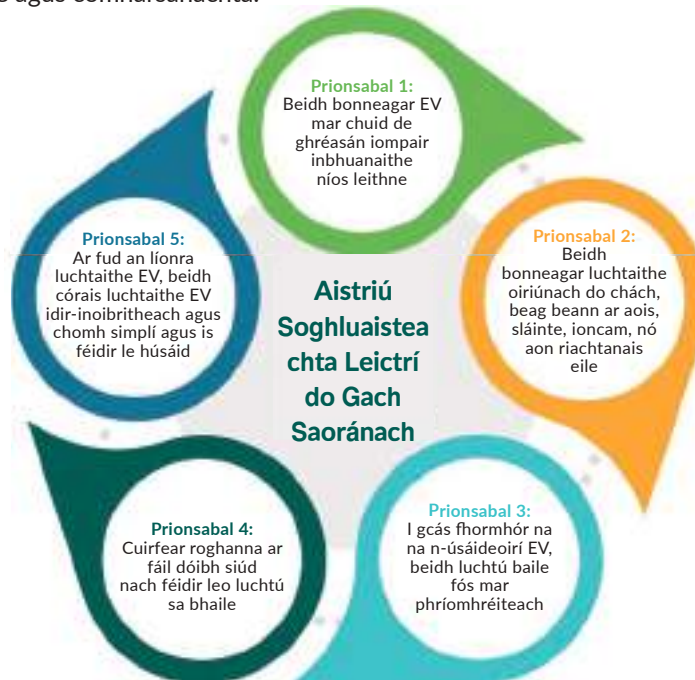 agus comharsanachta.
Prionsabal 1:
Beidh bonneagar EV
mar chuid de
ghréasán iompair
inbhuanaithe
níos leithne
Prionsabal 2:
Beidh
bonneagar luchtaithe
oiriúnach do chách,
beag beann ar aois,
sláinte, ioncam, nó
aon riachtanais
eile
Prionsabal 3:
I gcás fhormhór na
na n-úsáideoirí EV,
beidh luchtú baile
fós mar
phríomhréiteach
Prionsabal 4:
Cuirfear roghanna ar
fáil dóibh siúd
nach féidir leo luchtú
sa bhaile
Prionsabal 5:
Ar fud an líonra
luchtaithe EV, beidh
córais luchtaithe EV
idir-inoibritheach agus
chomh simplí agus is
féidir le húsáid
Aistriú
Soghluaistea
chta Leictrí
do Gach
Saoránach